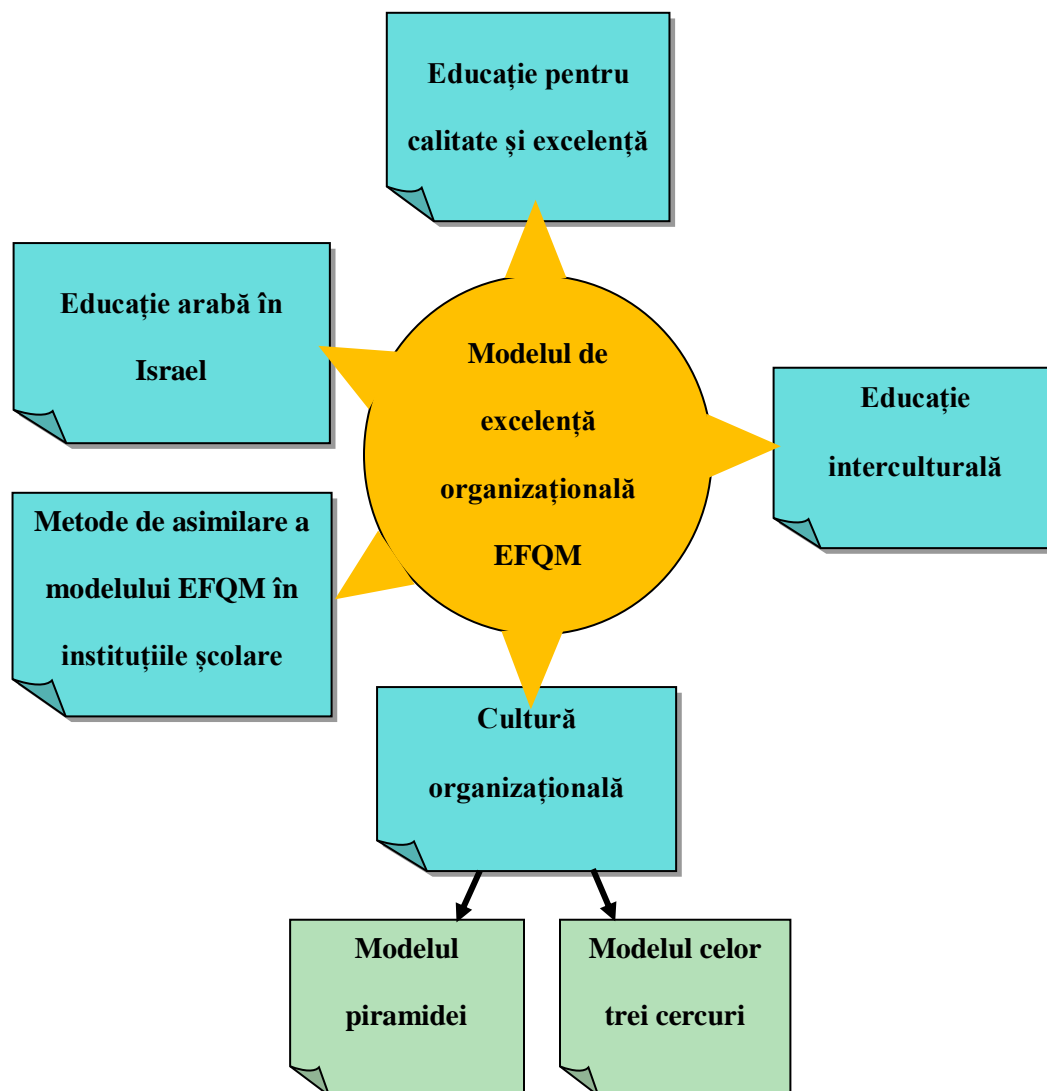 Educație pentru
calitate și excelență
Educație arabă în
Israel
Modelul de
excelență
organizațională
EFQM
Educație
interculturală
Metode de asimilare a
modelului EFQM în
instituțiile școlare
Cultură
organizațională
Modelul
piramidei
Modelul celor
trei cercuri